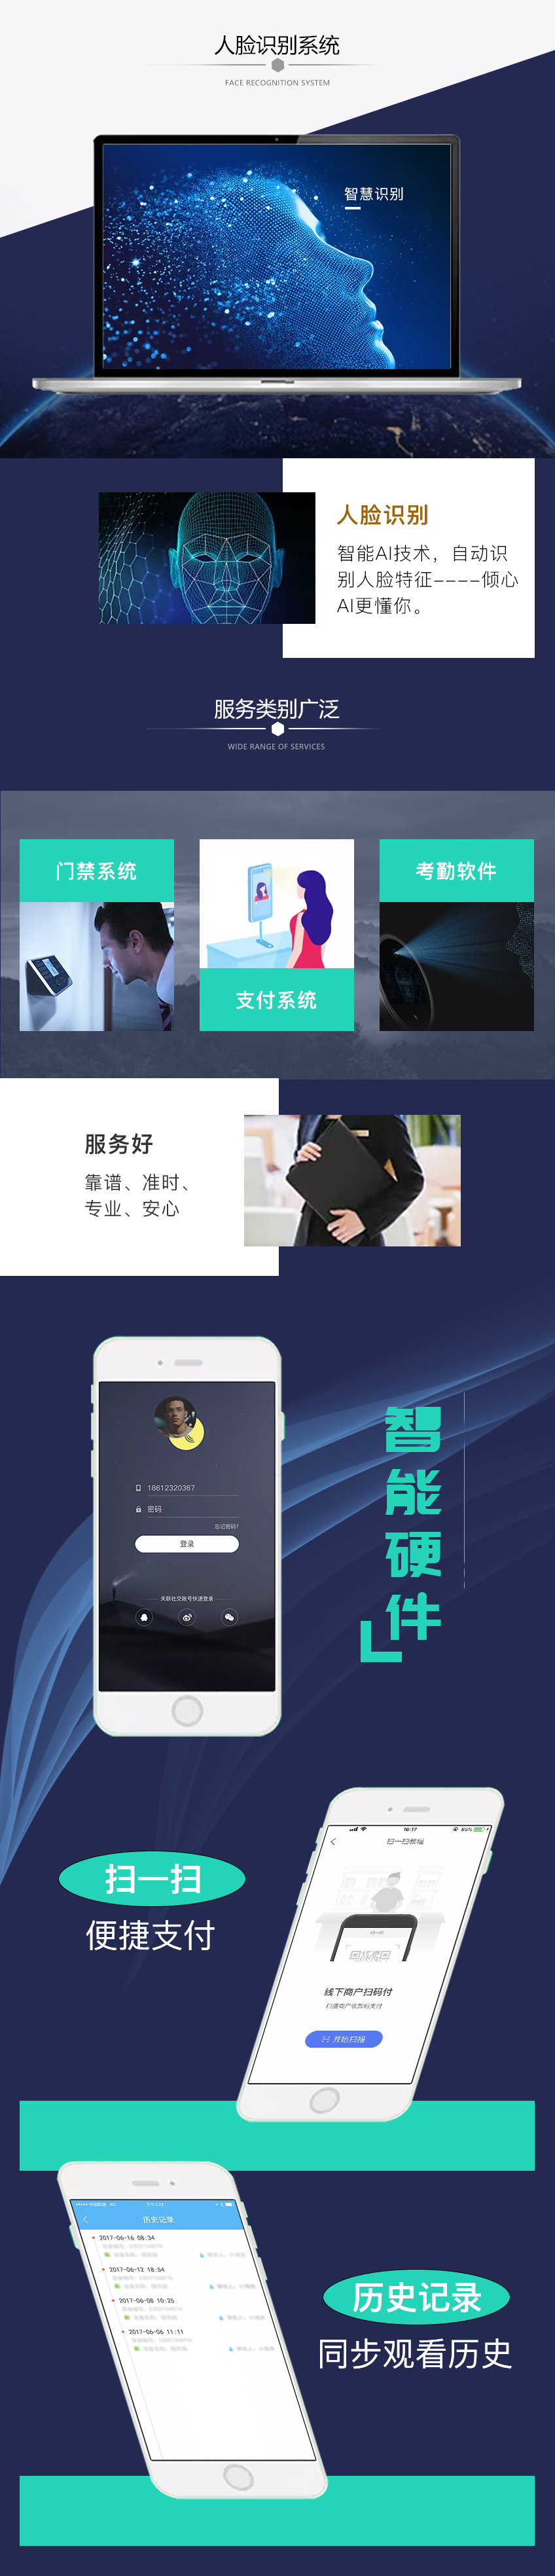 人脸识别系统
FACE RECOGNITION SYSTEM
智慧识别
人脸识别
智能AI技术，自动识
别人脸特征----倾心
AI更懂你。
服务类别广泛
WIDE RANGE OF SERVICES
门禁系统
支付系统
考勤软件
服务好
靠谱、准时、
专业、安心
18612320367
密码
忘记密码?
登录
关联社交账号快速登录
智能硬件
16:17
85%
扫一扫教程
扫一扫
便捷支付
线下商户扫码付
扫描商户收款码支付
开始扫描
历史记录
2017-06-16 08:34
2017-06-12 18:54
2017-06-08 10:25
2017-06-06 11:11
历史记录
同步观看历史